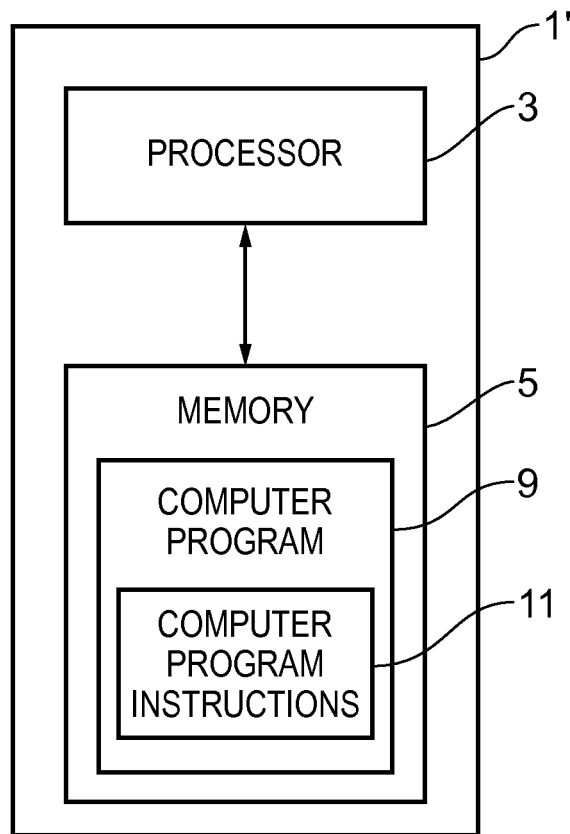 1'
3
PROCESSOR
5
MEMORY
9
COMPUTER
PROGRAM
11
COMPUTER
PROGRAM
INSTRUCTIONS